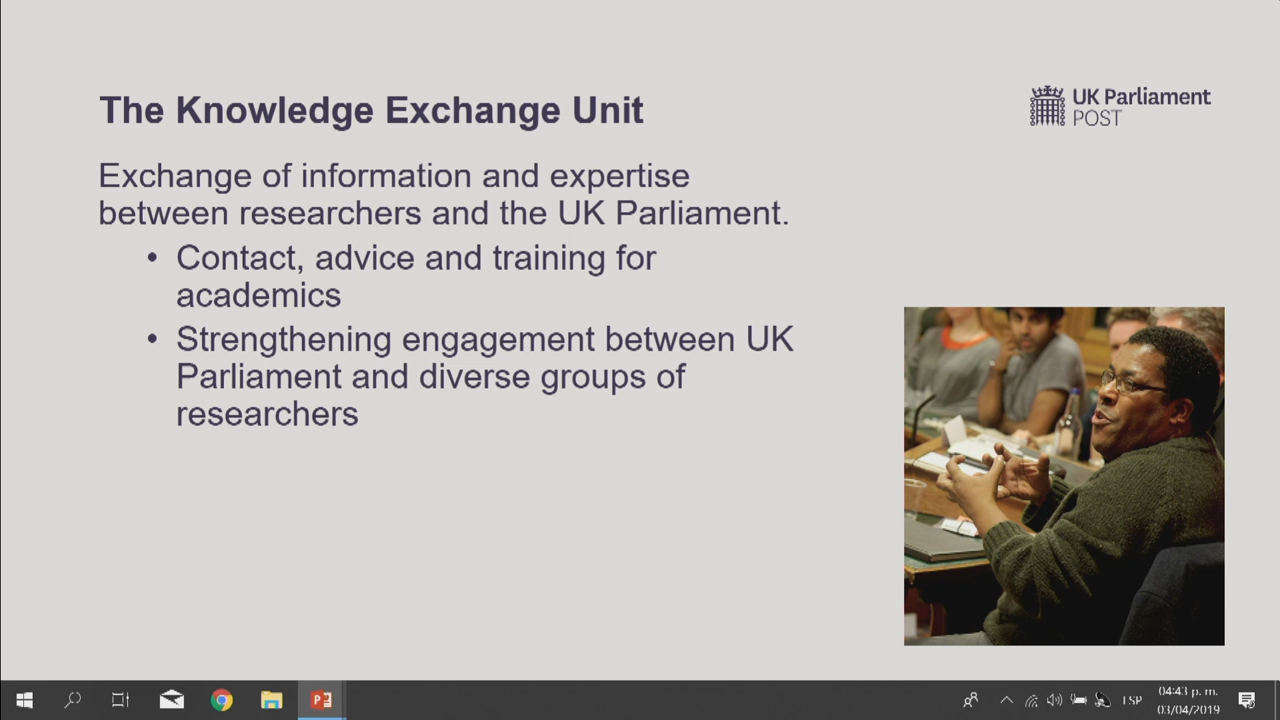 The Knowledge Exchange Unit
UK Parliament
POST
Exchange of information and expertise
between researchers and the UK Parliament.
• Contact, advice and training for
academics
• Strengthening engagement between UK
Parliament and diverse groups of
researchers
ESP
04:43 p. m.
03/04/2019